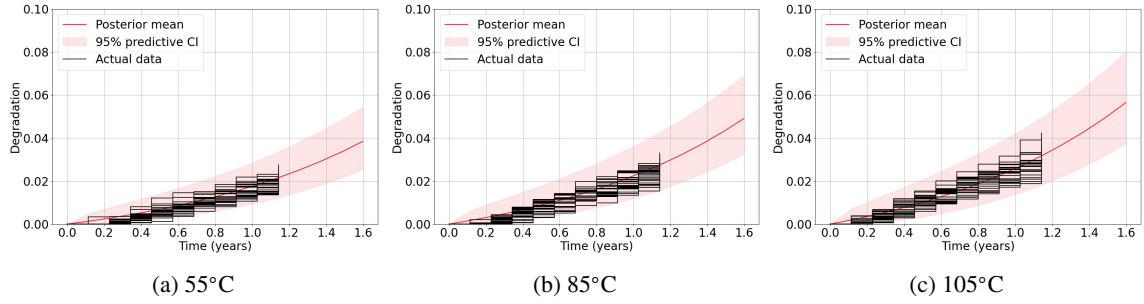 0.10
0.08
0.06
0.04
0.02
0.00
Degradation
Posterior mean
95% predictive CI
Actual data
0.0 0.2 0.4 0.6 0.8 1.0 1.2 1.4 1.6
Time (years)
(a) 55°C
0.10
0.08
0.06
0.04
0.02
0.00
Degradation
Posterior mean
95% predictive CI
Actual data
0.0 0.2 0.4 0.6 0.8 1.0 1.2 1.4 1.6
Time (years)
(b) 85°C
0.10
0.08
0.06
0.04
0.02
0.00
Degradation
Posterior mean
95% predictive CI
Actual data
0.0 0.2 0.4 0.6 0.8 1.0 1.2 1.4 1.6
Time (years)
(c) 105°C